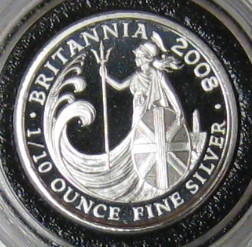 BRITANNIA 2008
· 1/10 OUNCE FINE SILVER ·